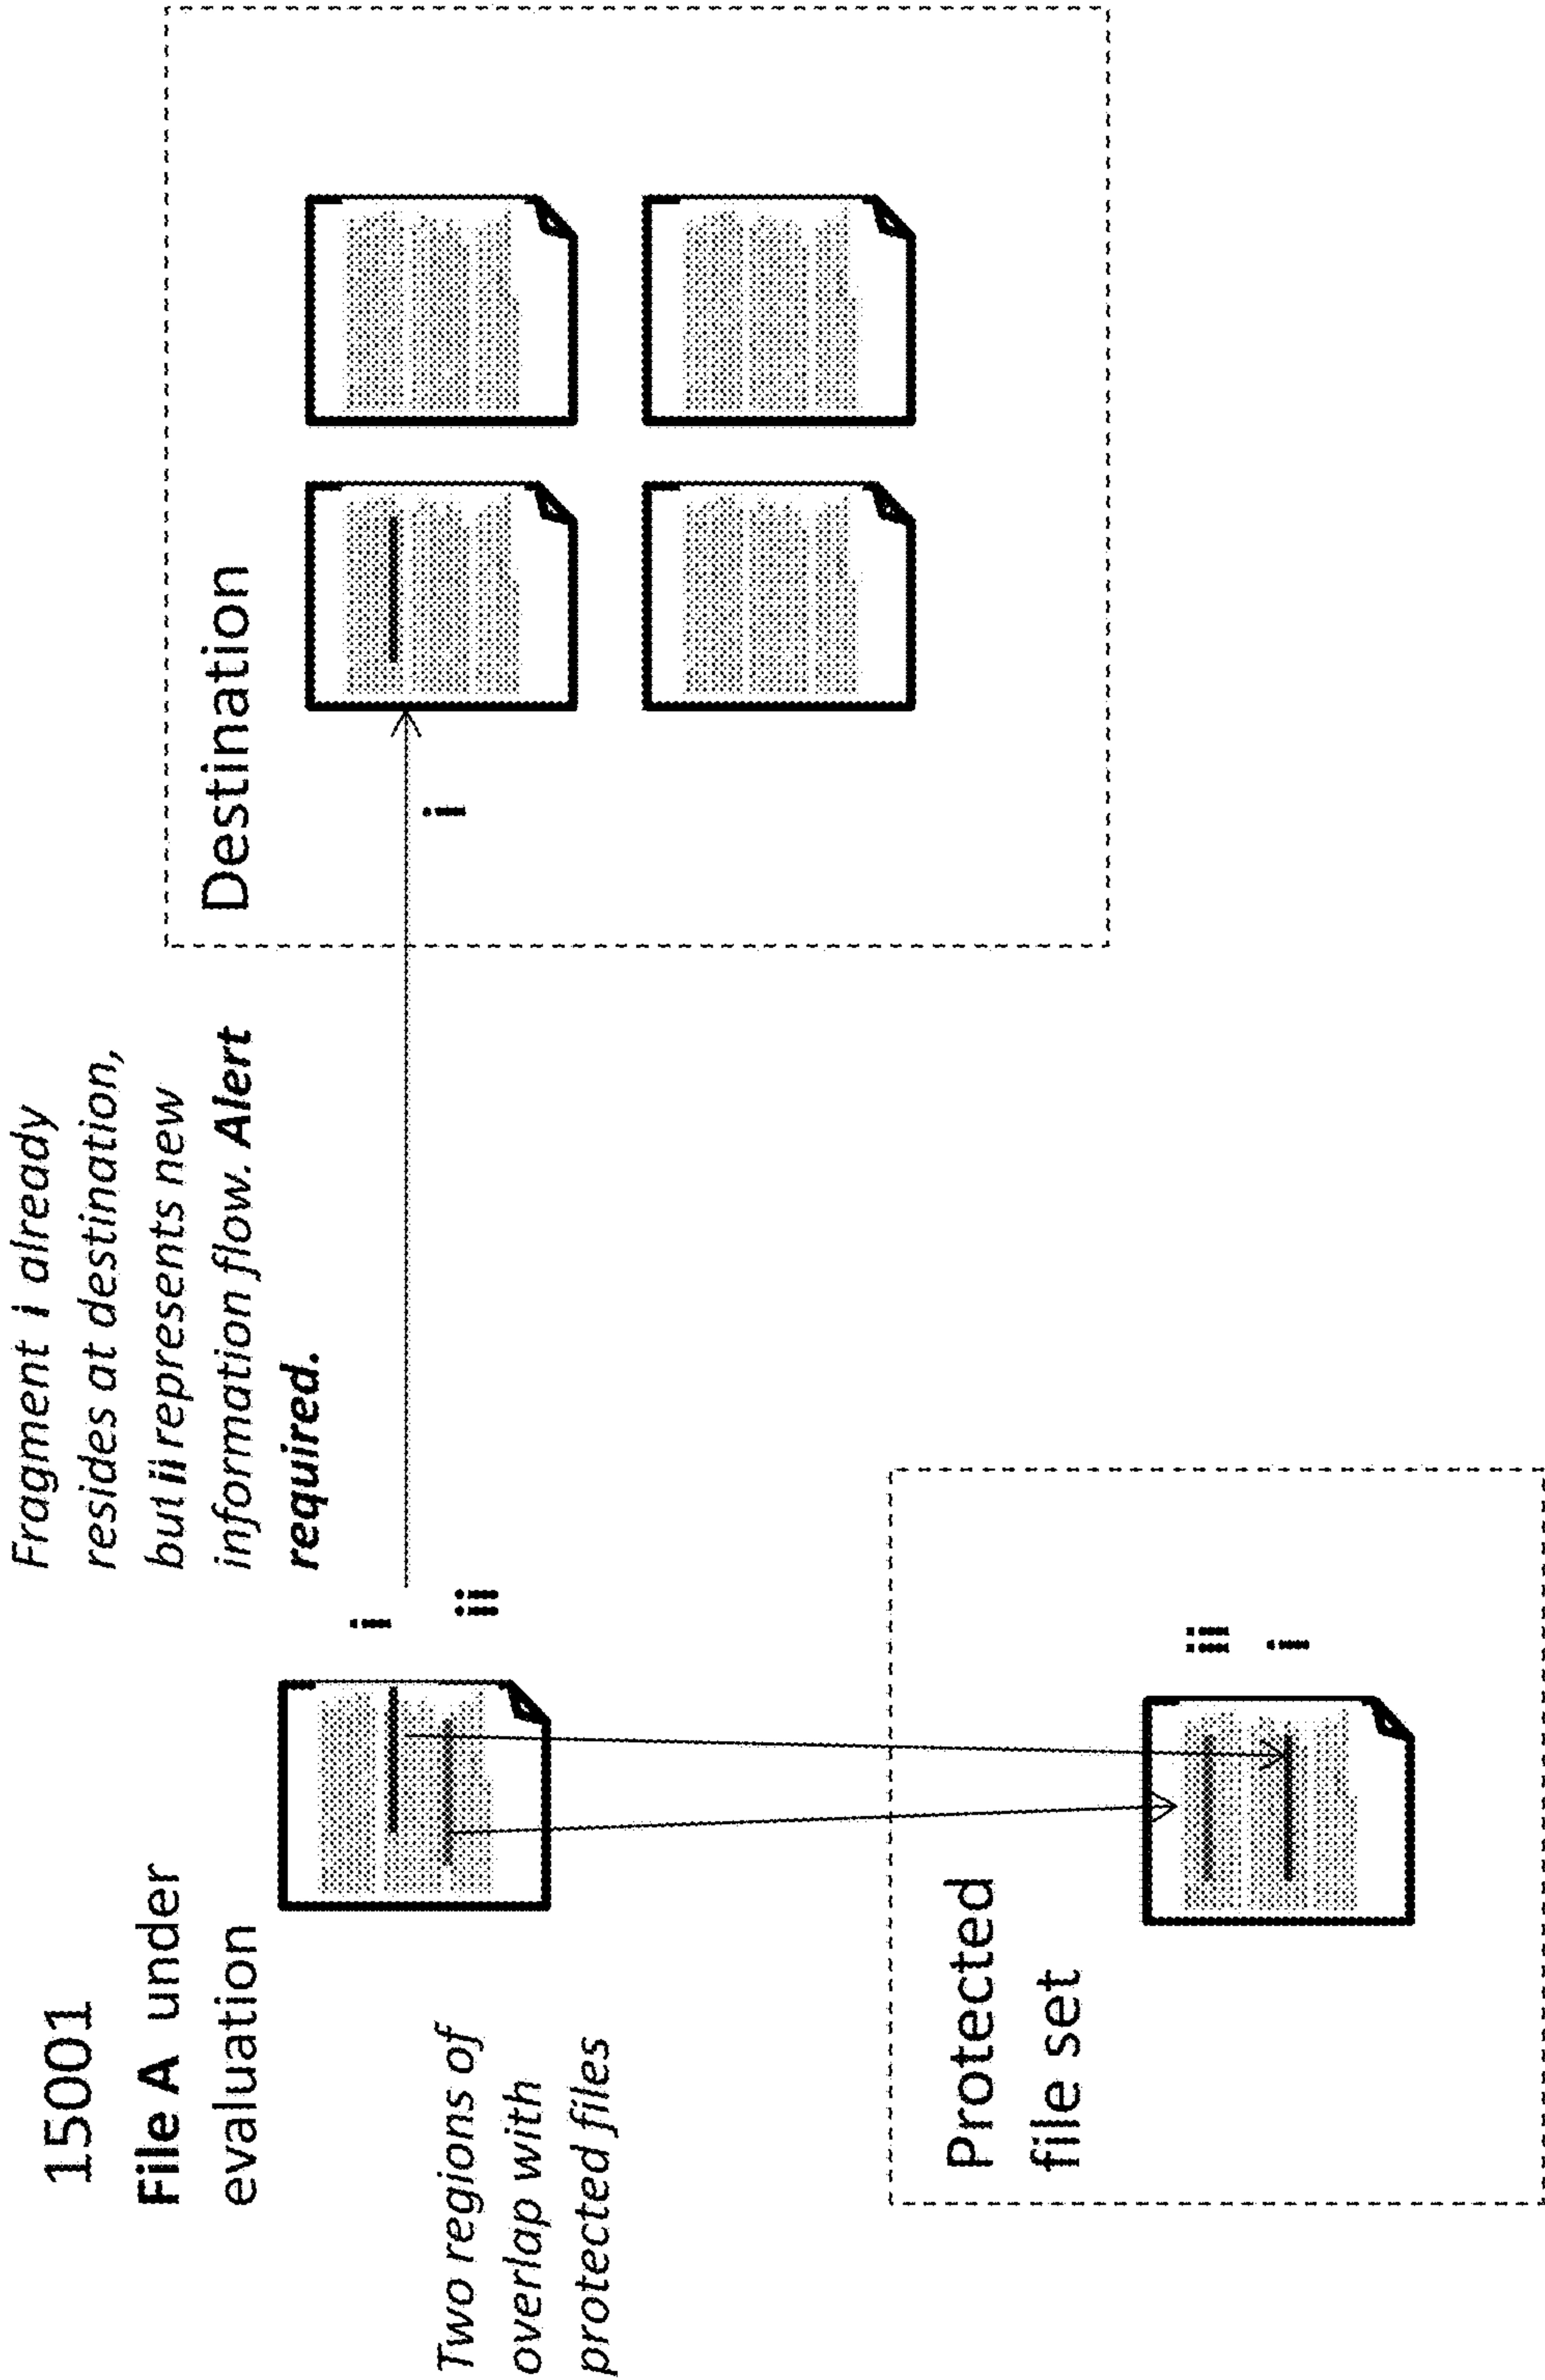 15001
File A under
evaluation
Two regions of
overlap with
protected files
Fragment i already
resides at destination,
but ii represents new
information flow. Alert
required.
i
ii
i
Destination
Protected
file set
ii
i